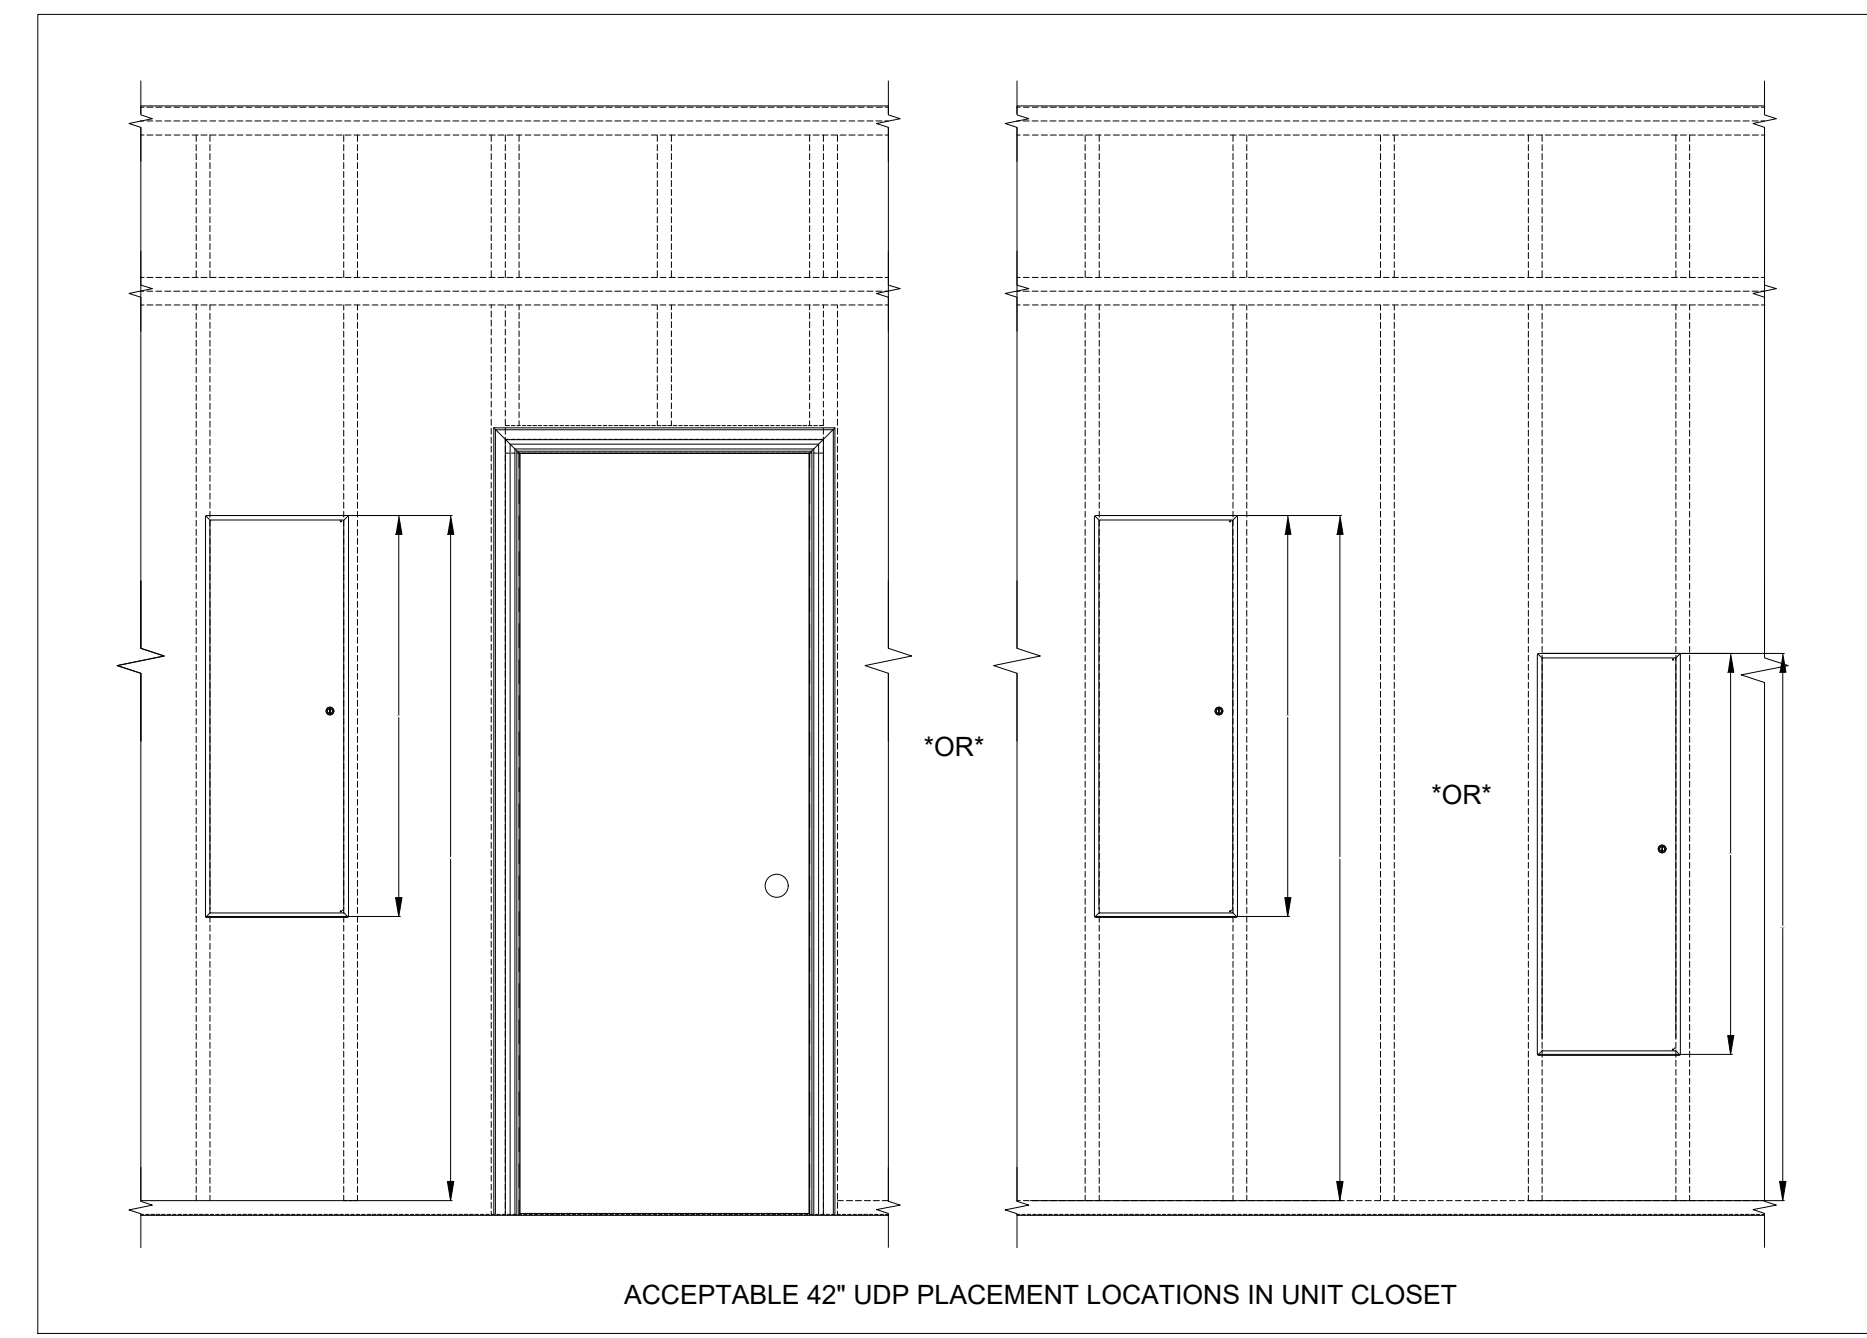 *OR*
*OR*
ACCEPTABLE 42" UDP PLACEMENT LOCATIONS IN UNIT CLOSET